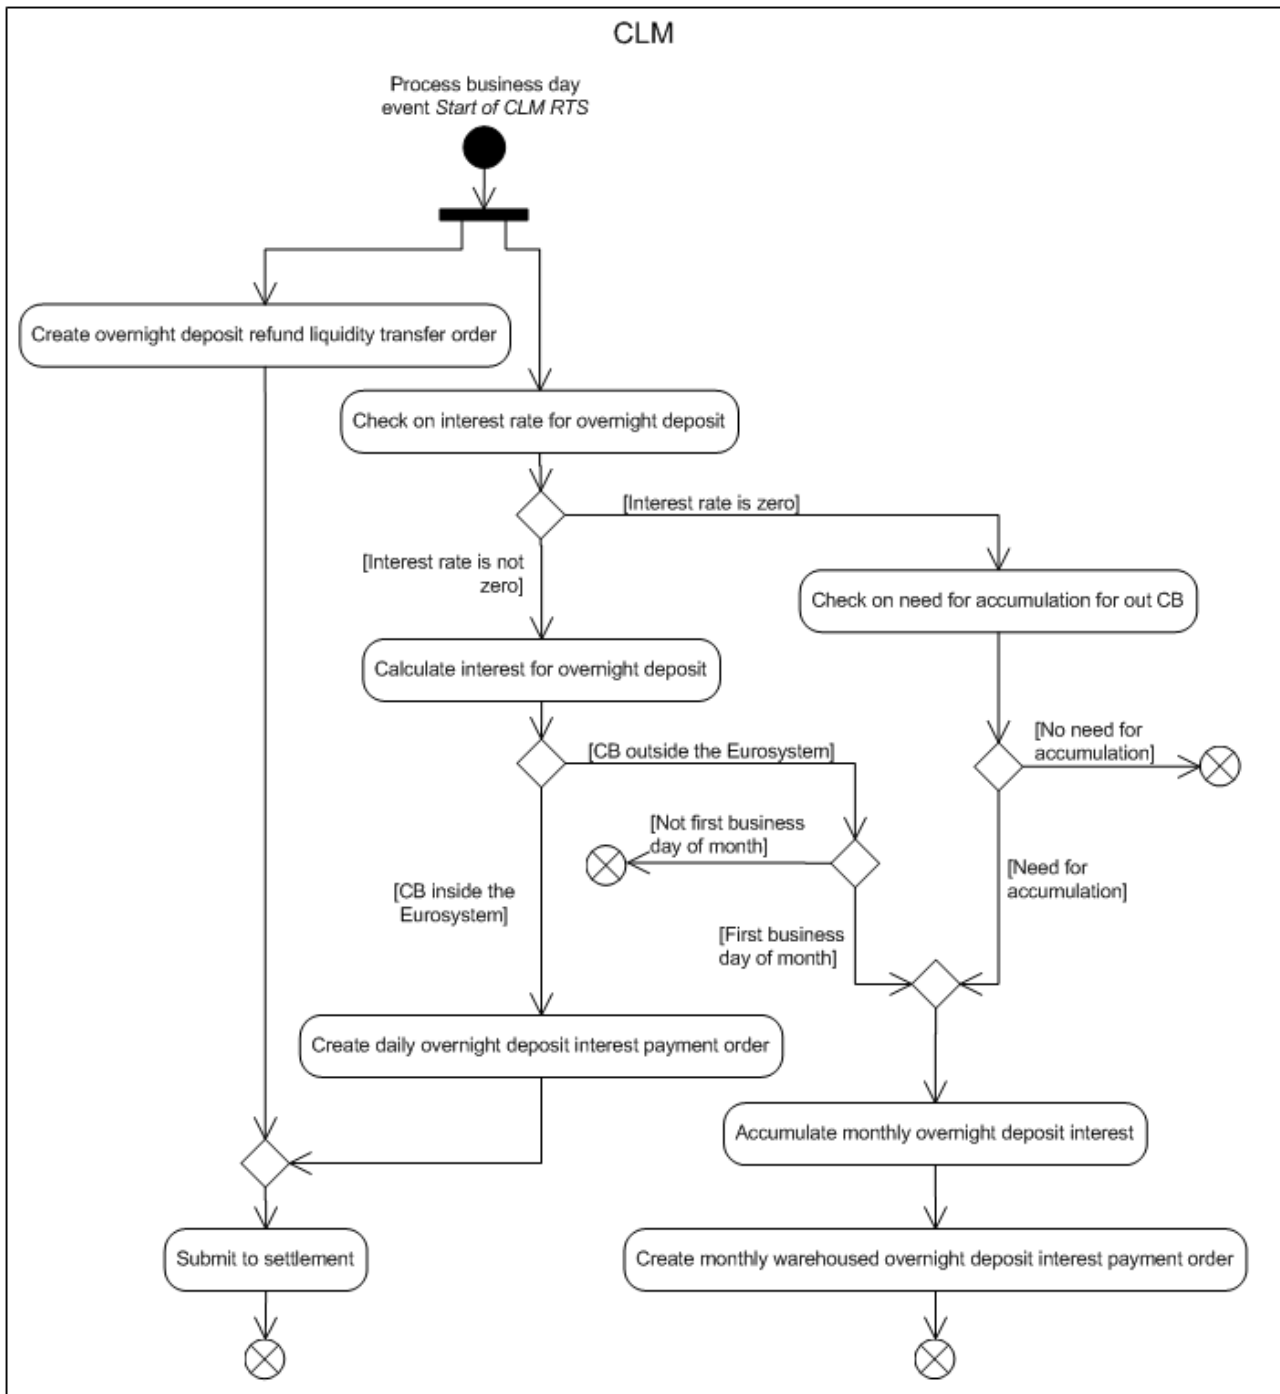 CLM
Process business day
event Start of CLM RTS
Create overnight deposit refund liquidity transfer order
Check on interest rate for overnight deposit
[Interest rate is zero]
[Interest rate is not
zero]
Check on need for accumulation for out CB
Calculate interest for overnight deposit
[No need for
accumulation]
[CB outside the Eurosystem]
[Not first business
day of month]
[Need for
accumulation]
[CB inside the
Eurosystem]
[First business
day of month]
Create daily overnight deposit interest payment order
Accumulate monthly overnight deposit interest
Submit to settlement
Create monthly warehoused overnight deposit interest payment order